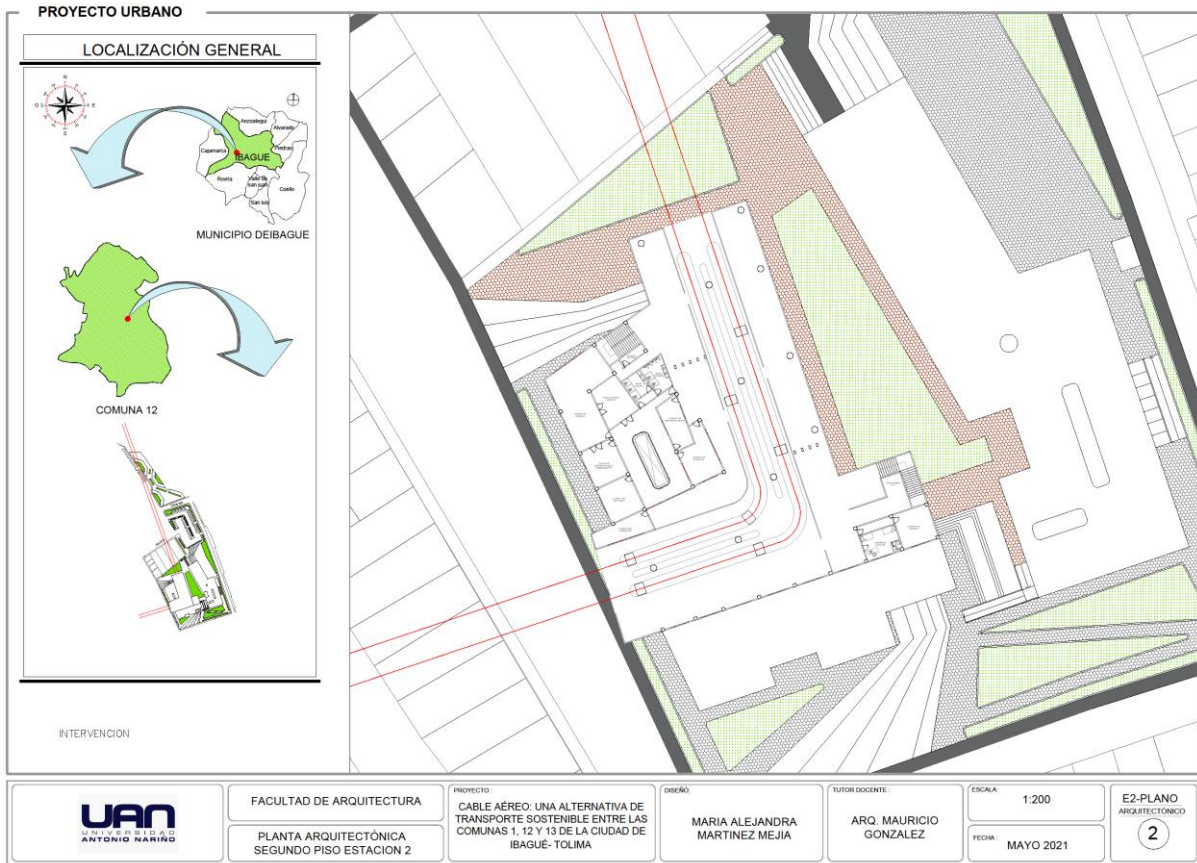 PROYECTO URBANO
LOCALIZACIÓN GENERAL
N
O
E
S
Anzoategui
Alvarado
Cajamarca
Piedras
IBAGUE
Rovira
Valle de
san juan
Coello
San luis
MUNICIPIO DEIBAGUE
COMUNA 12
INTERVENCION
UAN
UNIVERSIDAD
ANTONIO NARIÑO
FACULTAD DE ARQUITECTURA
PLANTA ARQUITECTÓNICA
SEGUNDO PISO ESTACION 2
PROYECTO :
CABLE AÉREO: UNA ALTERNATIVA DE
TRANSPORTE SOSTENIBLE ENTRE LAS
COMUNAS 1, 12 Y 13 DE LA CIUDAD DE
IBAGUÉ- TOLIMA
DISEÑO:
MARIA ALEJANDRA
MARTINEZ MEJIA
TUTOR DOCENTE :
ARQ. MAURICIO
GONZALEZ
ESCALA:
1:200
FECHA :
MAYO 2021
E2-PLANO
ARQUITECTÓNICO
2